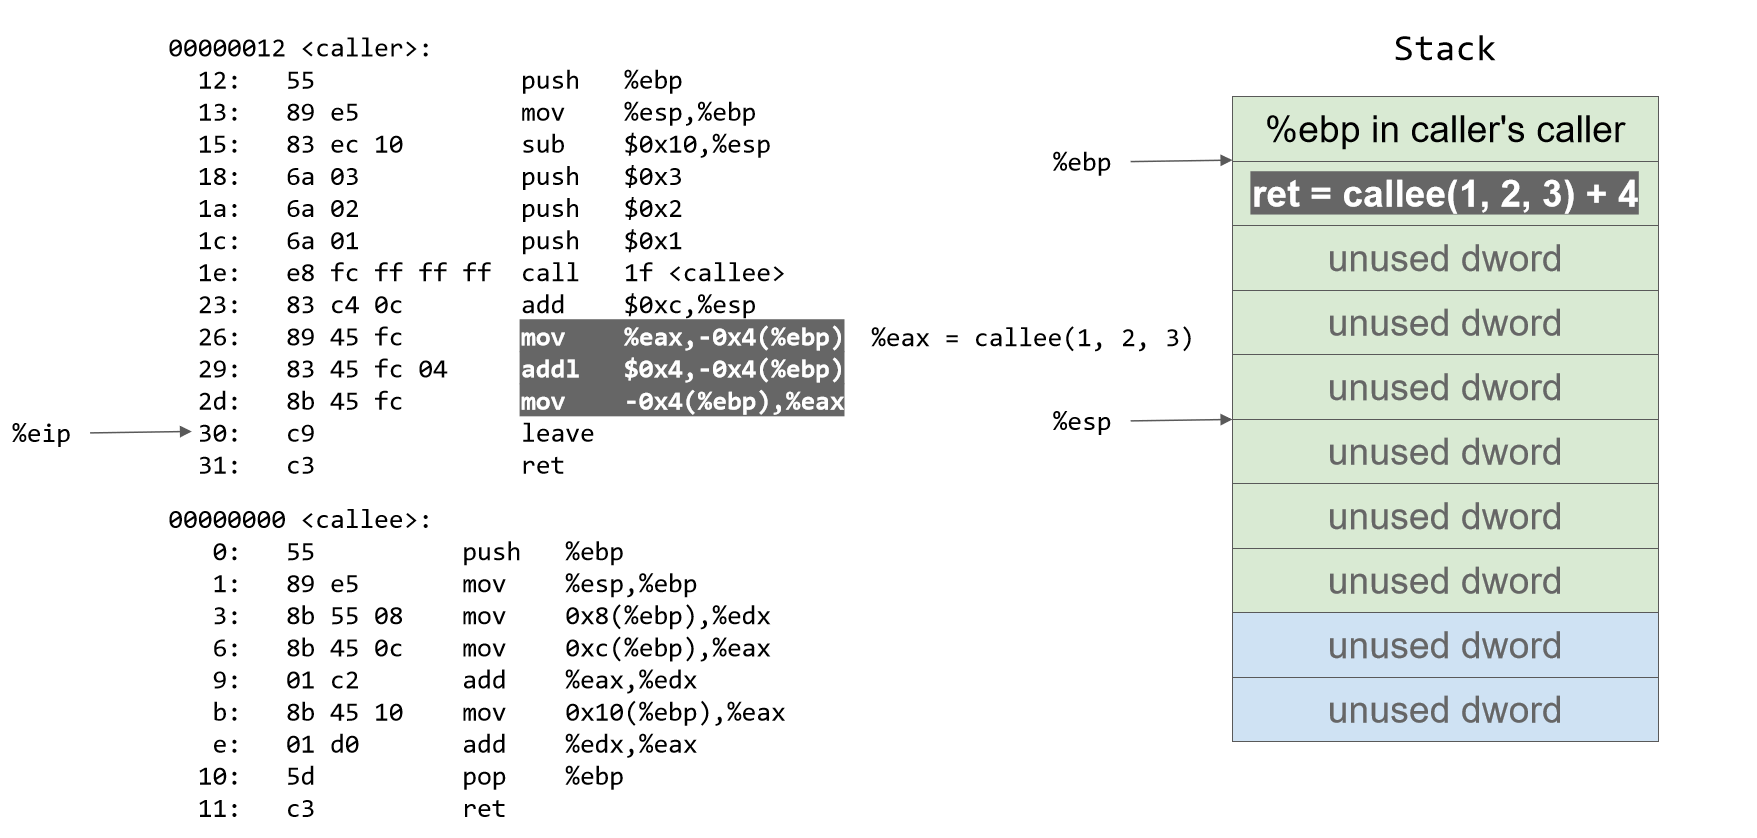 00000012 <caller>:
12: 55 push %ebp
13: 89 e5 mov %esp,%ebp
15: 83 ec 10 sub $0x10,%esp
18: 6a 03 push $0x3
1a: 6a 02 push $0x2
1c: 6a 01 push $0x1
1e: e8 fc ff ff ff call 1f <callee>
23: 83 c4 0c add $0xc,%esp
26: 89 45 fc mov %eax,-0x4(%ebp) %eax = callee(1, 2, 3)
29: 83 45 fc 04 addl $0x4,-0x4(%ebp)
2d: 8b 45 fc mov -0x4(%ebp),%eax
%eip 30: c9 leave
31: c3 ret
00000000 <callee>:
0: 55 push %ebp
1: 89 e5 mov %esp,%ebp
3: 8b 55 08 mov 0x8(%ebp),%edx
6: 8b 45 0c mov 0xc(%ebp),%eax
9: 01 c2 add %eax,%edx
b: 8b 45 10 mov 0x10(%ebp),%eax
e: 01 d0 add %edx,%eax
10: 5d pop %ebp
11: c3 ret
Stack
%ebp in caller's caller
%ebp
ret = callee(1, 2, 3) + 4
unused dword
unused dword
unused dword
%esp
unused dword
unused dword
unused dword
unused dword
unused dword